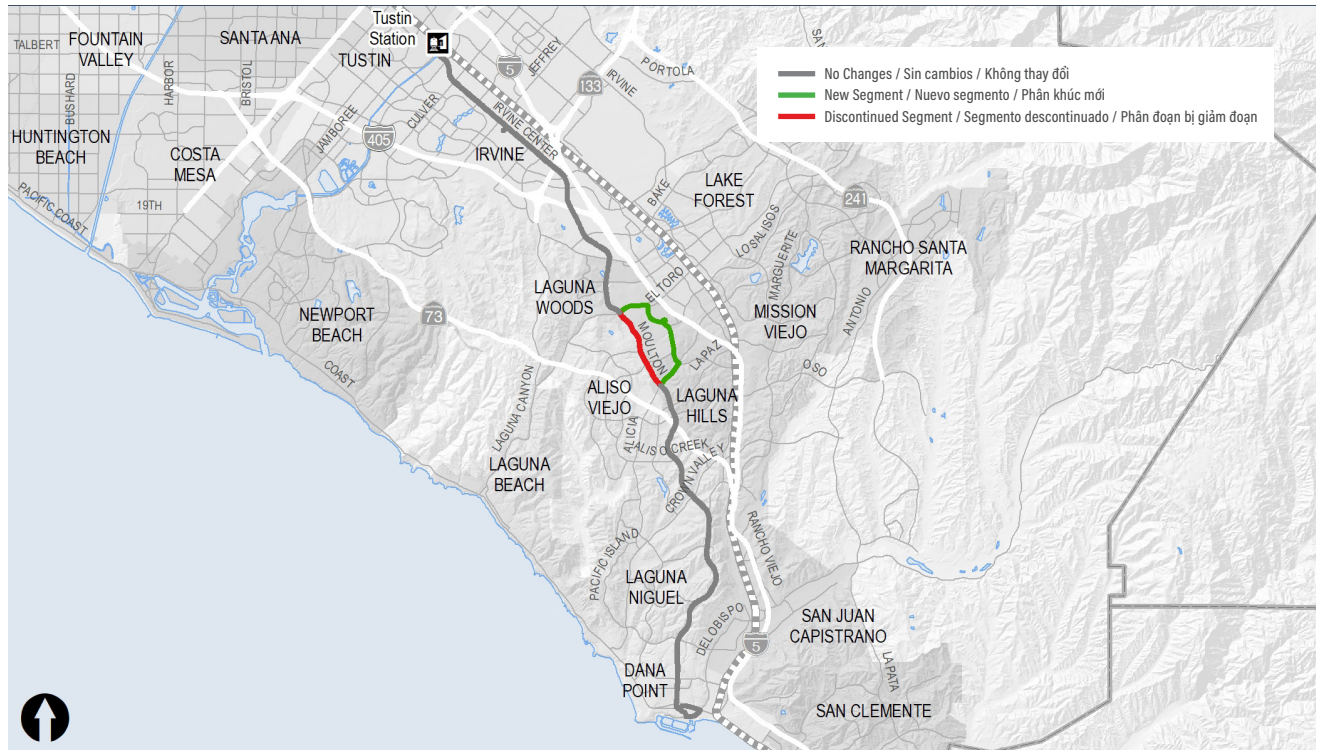 Tustin
Station
TALBERT
FOUNTAIN
VALLEY
SANTA ANA
TUSTIN
HARBOR
BRISTOL
BUSHARD
5
JEFFREY
IRVINE
133
PORTOLA
SAN
No Changes / Sin cambios / Không thay đổi
New Segment / Nuevo segmento / Phân khúc mới
Discontinued Segment / Segmento descontinuado / Phân đoạn bị giảm đoạn
HUNTINGTON
BEACH
COSTA
MESA
JAMBOREE
CULVER
405
IRVINE CENTER
IRVINE
PACIFIC COAST
19TH
BAKE
LAKE
FOREST
241
LOS ALISOS
MARGUERITE
RANCHO SANTA
MARGARITA
LAGUNA
WOODS
EL TORO
NEWPORT
BEACH
73
MISSION
VIEJO
ANTONIO
MOULTON
LA PAZ
OSO
COAST
ALISO
VIEJO
LAGUNA
HILLS
LAGUNA CANYON
ALICIA
ALISO CREEK
LAGUNA
BEACH
CROWN VALLEY
RANCHO VIEJO
PACIFIC ISLAND
LAGUNA
NIGUEL
DEL OBISPO
SAN JUAN
CAPISTRANO
5
LA PATA
DANA
POINT
SAN CLEMENTE